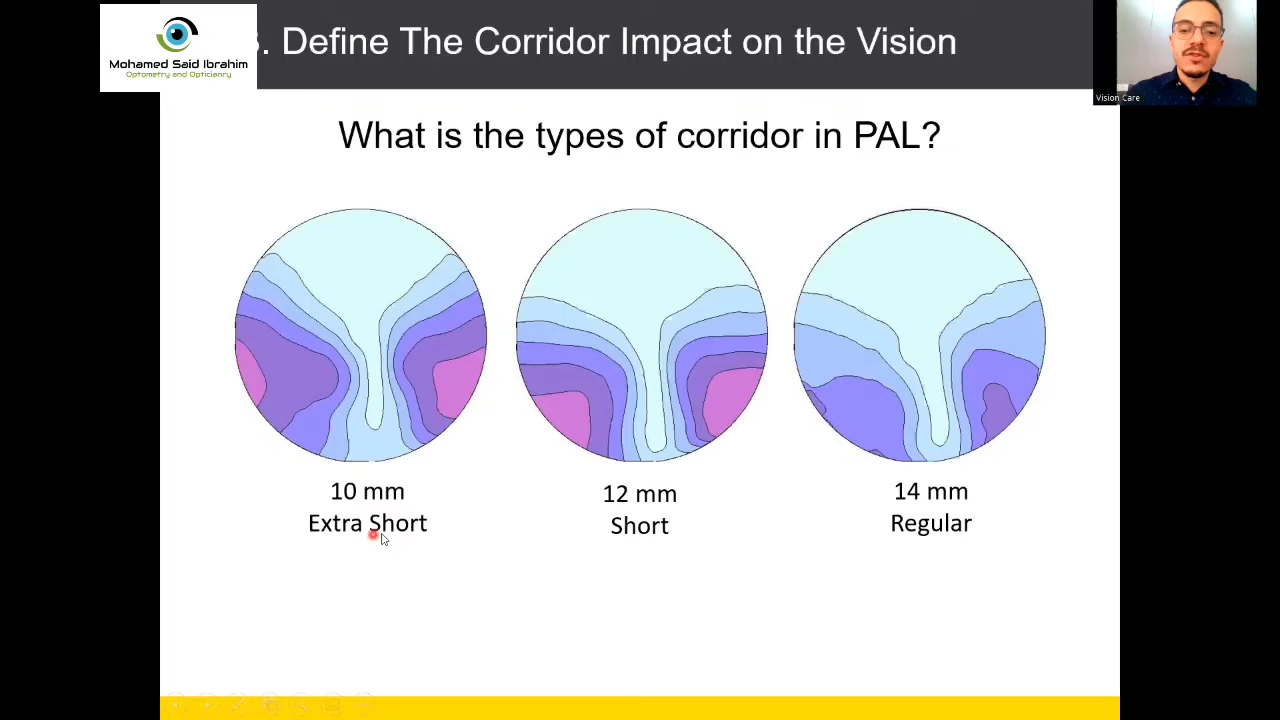 3. Define The Corridor Impact on the Vision
Mohamed Said Ibrahim
Optometry and Opticianry
Vision Care
What is the types of corridor in PAL?
10 mm
Extra Short
12 mm
Short
14 mm
Regular